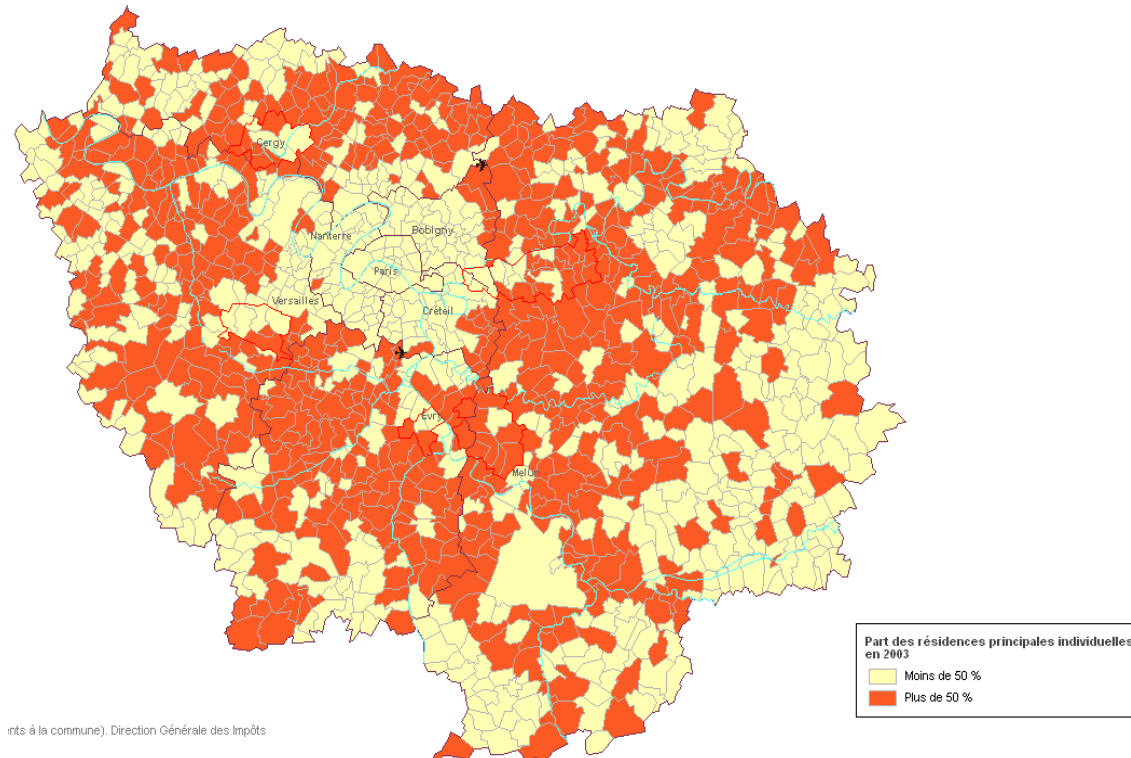 Cergy
Nanterre
Bobigny
Paris
Versailles
Créteil
Evry
Melun
Part des résidences principales individuelles
en 2003
Moins de 50 %
Plus de 50 %
à la commune). Direction Générale des Impôts